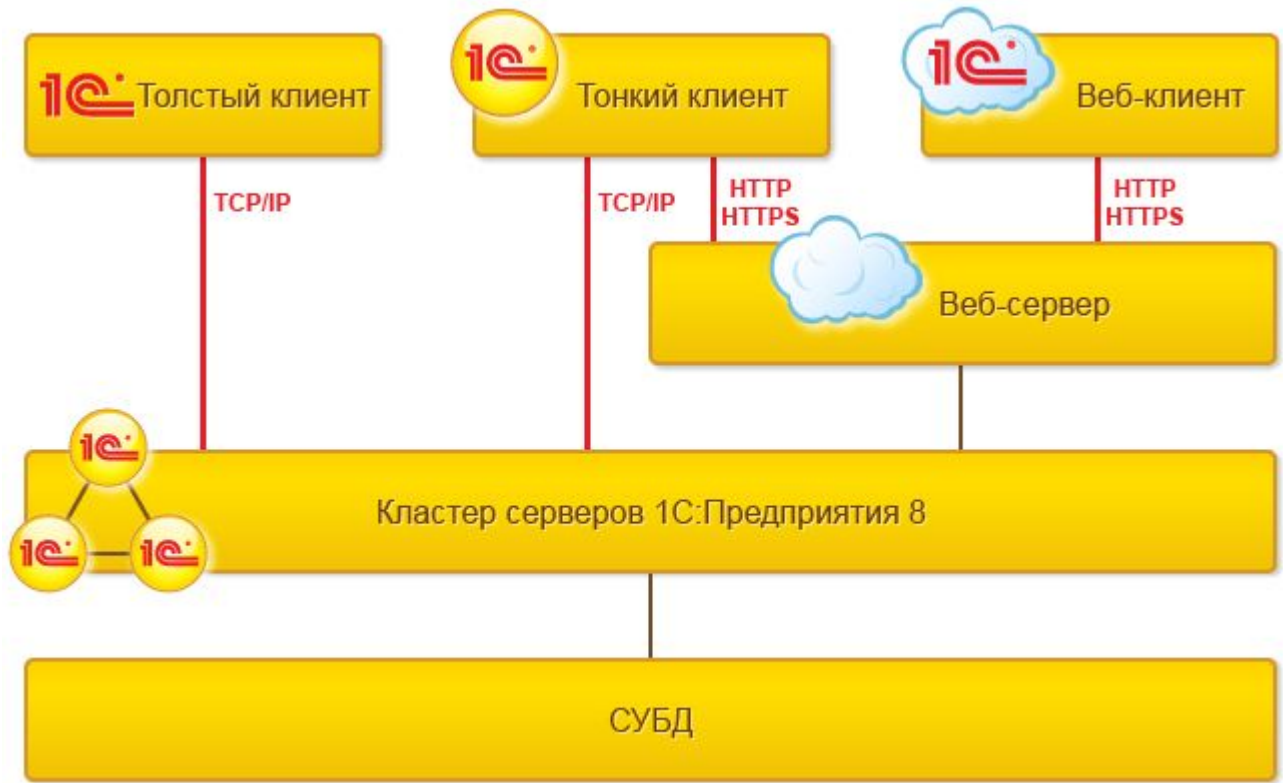 1С Толстый клиент
1С Тонкий клиент
1С Веб-клиент
TCP/IP
TCP/IP
HTTP
HTTPS
HTTP
HTTPS
Веб-сервер
1С
1С
1С
Кластер серверов 1С:Предприятия 8
СУБД